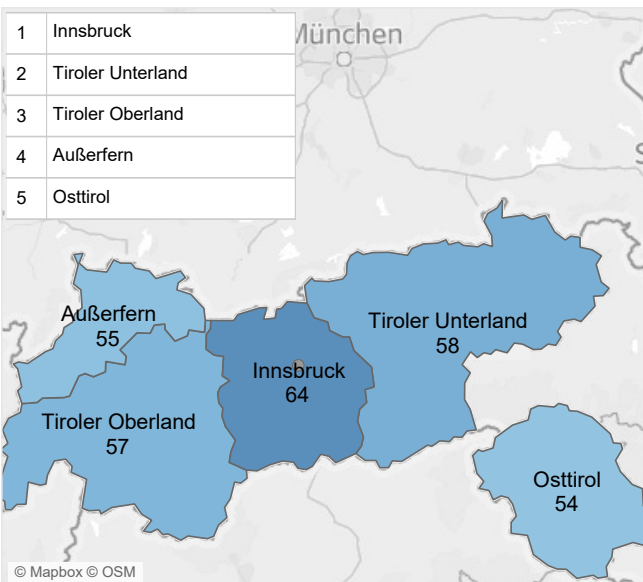 1 Innsbruck
2 Tiroler Unterland
3 Tiroler Oberland
4 Außerfern
5 Osttirol
München
Außerfern
55
Tiroler Unterland
58
Innsbruck
64
Tiroler Oberland
57
Osttirol
54
© Mapbox © OSM